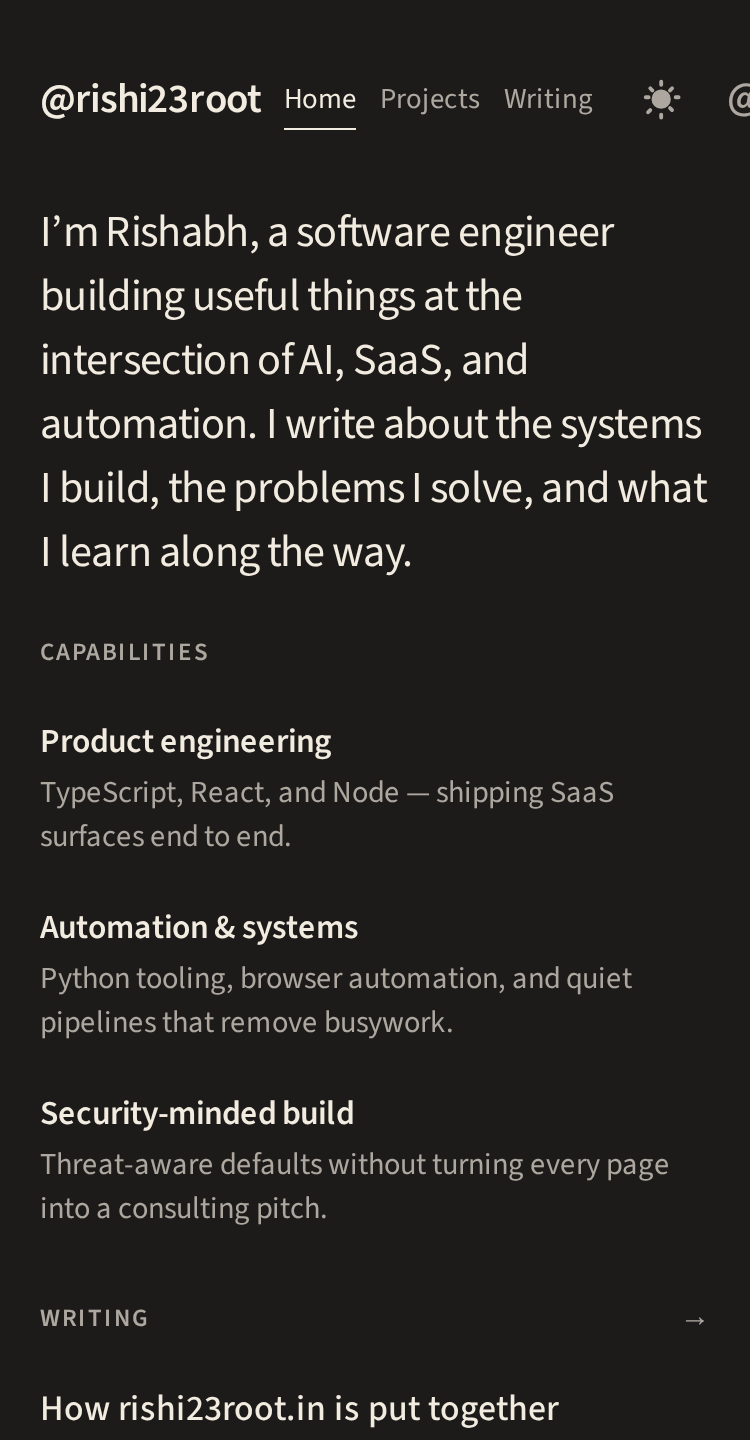 @rishi23root Home Projects Writing @
I’m Rishabh, a software engineer
building useful things at the
intersection of AI, SaaS, and
automation. I write about the systems
I build, the problems I solve, and what
I learn along the way.
CAPABILITIES
Product engineering
TypeScript, React, and Node — shipping SaaS
surfaces end to end.
Automation & systems
Python tooling, browser automation, and quiet
pipelines that remove busywork.
Security-minded build
Threat-aware defaults without turning every page
into a consulting pitch.
WRITING →
How rishi23root.in is put together